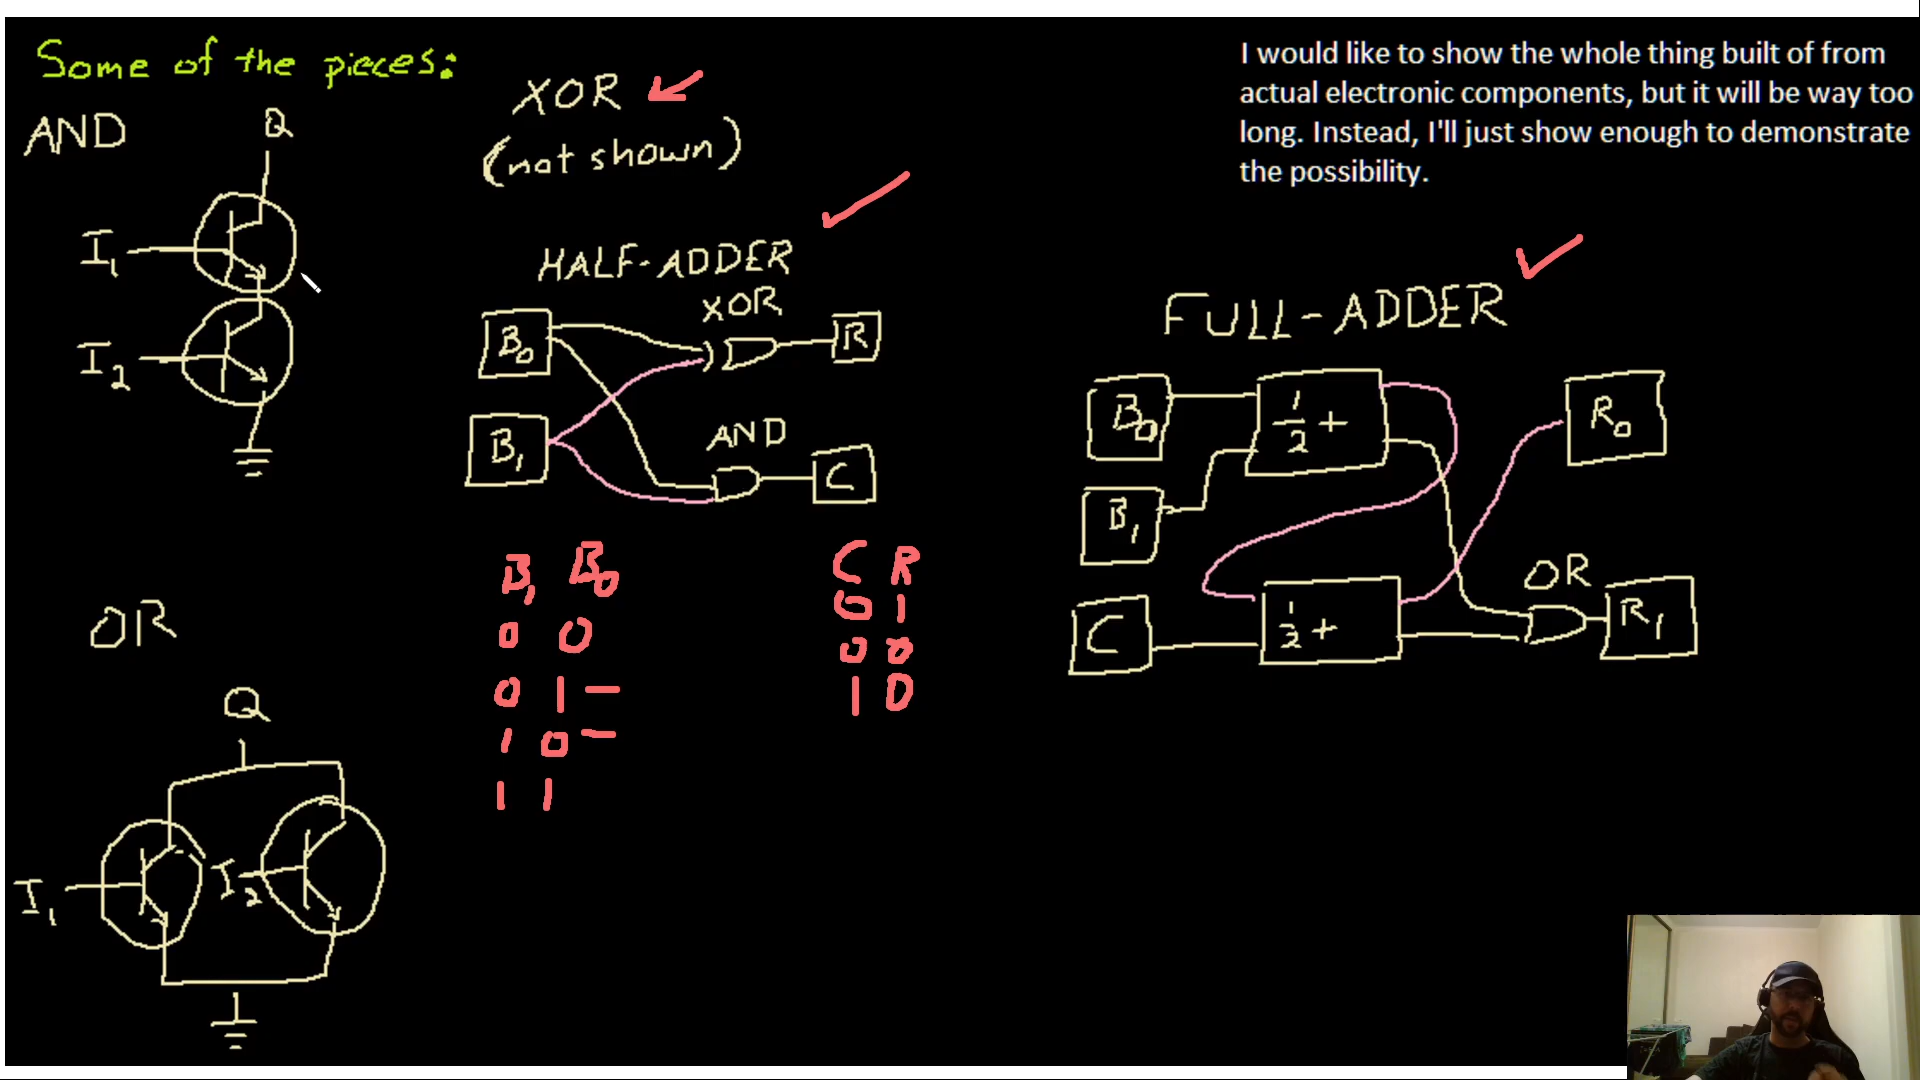 Some of the pieces:
I would like to show the whole thing built of from
actual electronic components, but it will be way too
long. Instead, I'll just show enough to demonstrate
the possibility.
AND
Q
I1
I2
OR
Q
I1
I2
XOR
(not shown)
HALF-ADDER
XOR
B0
R
AND
B1
C
B1 B0
0 0
0 1 –
1 0 –
1 1
C R
0 1
0 0
1 0
FULL-ADDER
B0
1/2 +
R0
B1
OR
C
1/2 +
R1